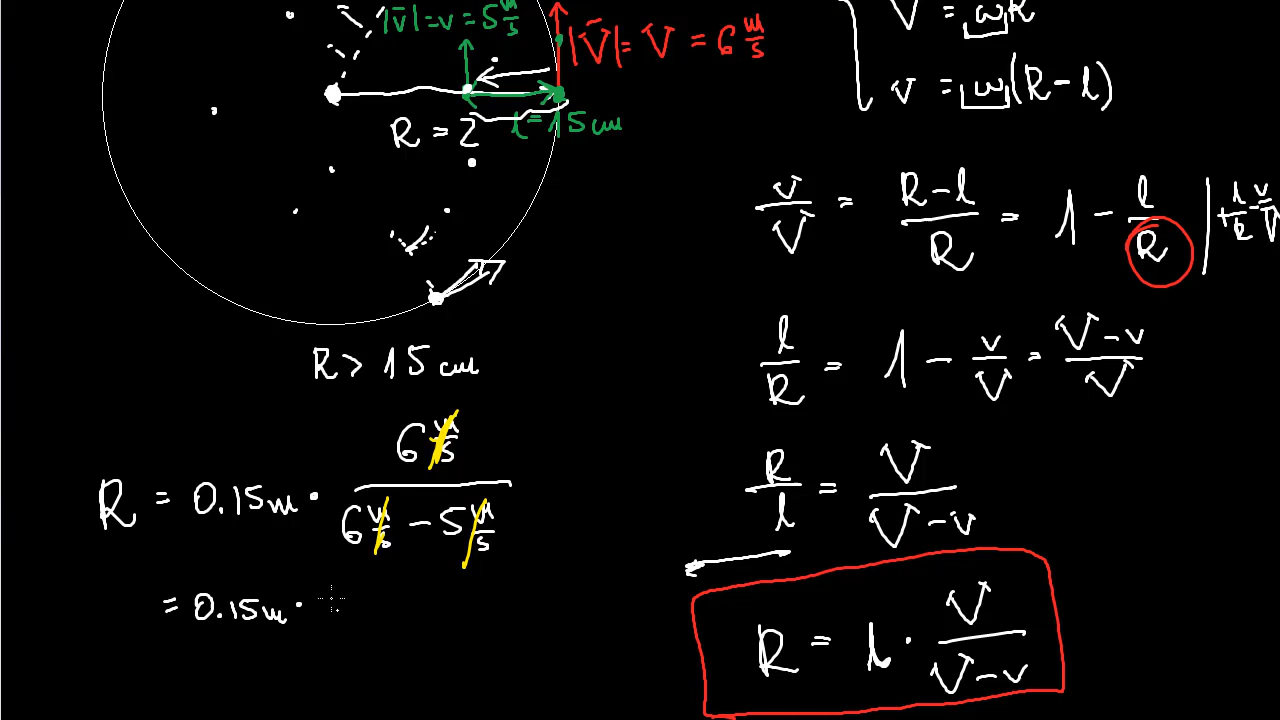 |v̄| = v = 5 m/s
|V̄| = V = 6 m/s
R = 2
l = 15 cm
V = ωR
v = ω(R - l)
v/V = (R - l)/R = 1 - l/R | + l/R - v/V
R > 15 cm
l/R = 1 - v/V = (V - v)/V
R/l = V/(V - v)
R = l · V/(V - v)
R = 0.15m · 6 m/s / (6 m/s - 5 m/s)
= 0.15m ·